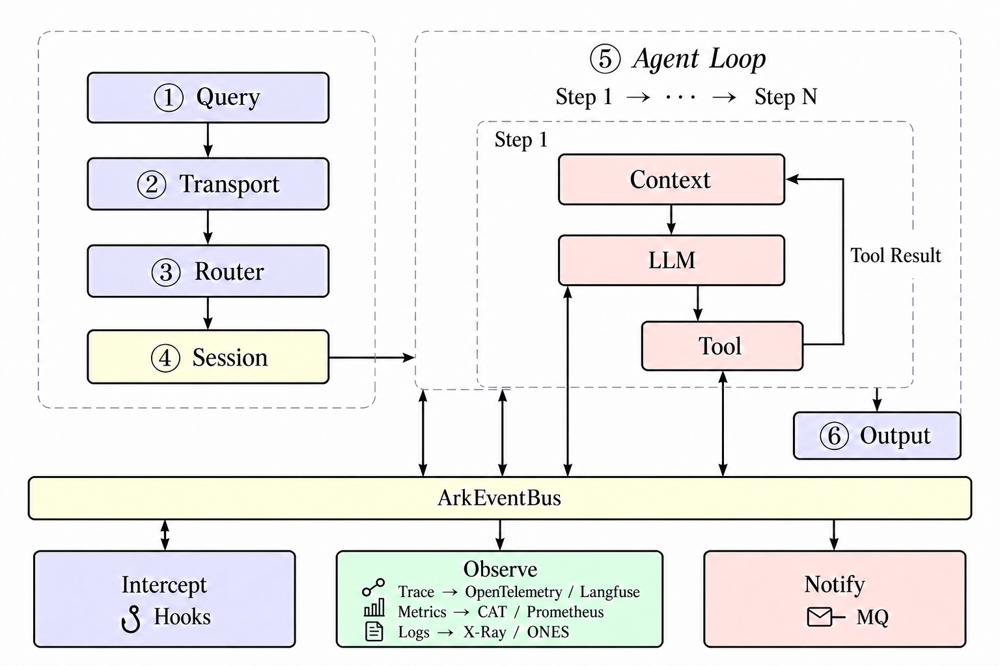 ① Query
② Transport
③ Router
④ Session
⑤ Agent Loop
Step 1 → ··· → Step N
Step 1
Context
LLM
Tool Result
Tool
⑥ Output
ArkEventBus
Intercept
Hooks
Observe
Trace → OpenTelemetry / Langfuse
Metrics → CAT / Prometheus
Logs → X-Ray / ONES
Notify
MQ